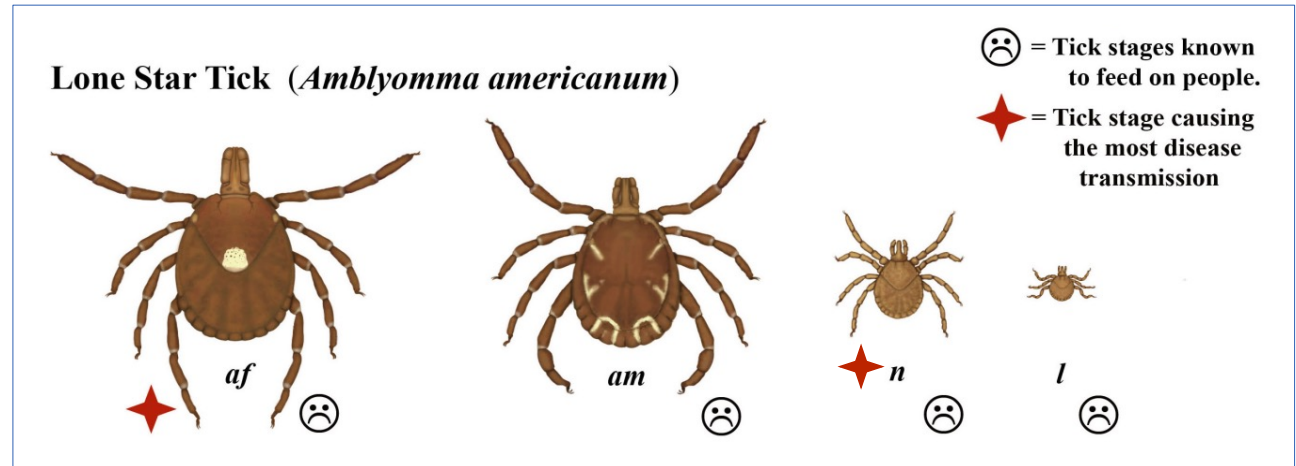 Lone Star Tick (Amblyomma americanum)
= Tick stages known
to feed on people.
= Tick stage causing
the most disease
transmission
af
am
n
l